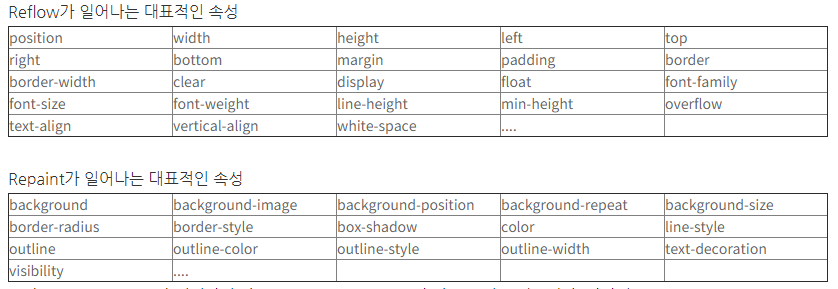 Reflow가 일어나는 대표적인 속성
position width height left top
right bottom margin padding border
border-width clear display float font-family
font-size font-weight line-height min-height overflow
text-align vertical-align white-space ....
Repaint가 일어나는 대표적인 속성
background background-image background-position background-repeat background-size
border-radius border-style box-shadow color line-style
outline outline-color outline-style outline-width text-decoration
visibility ....